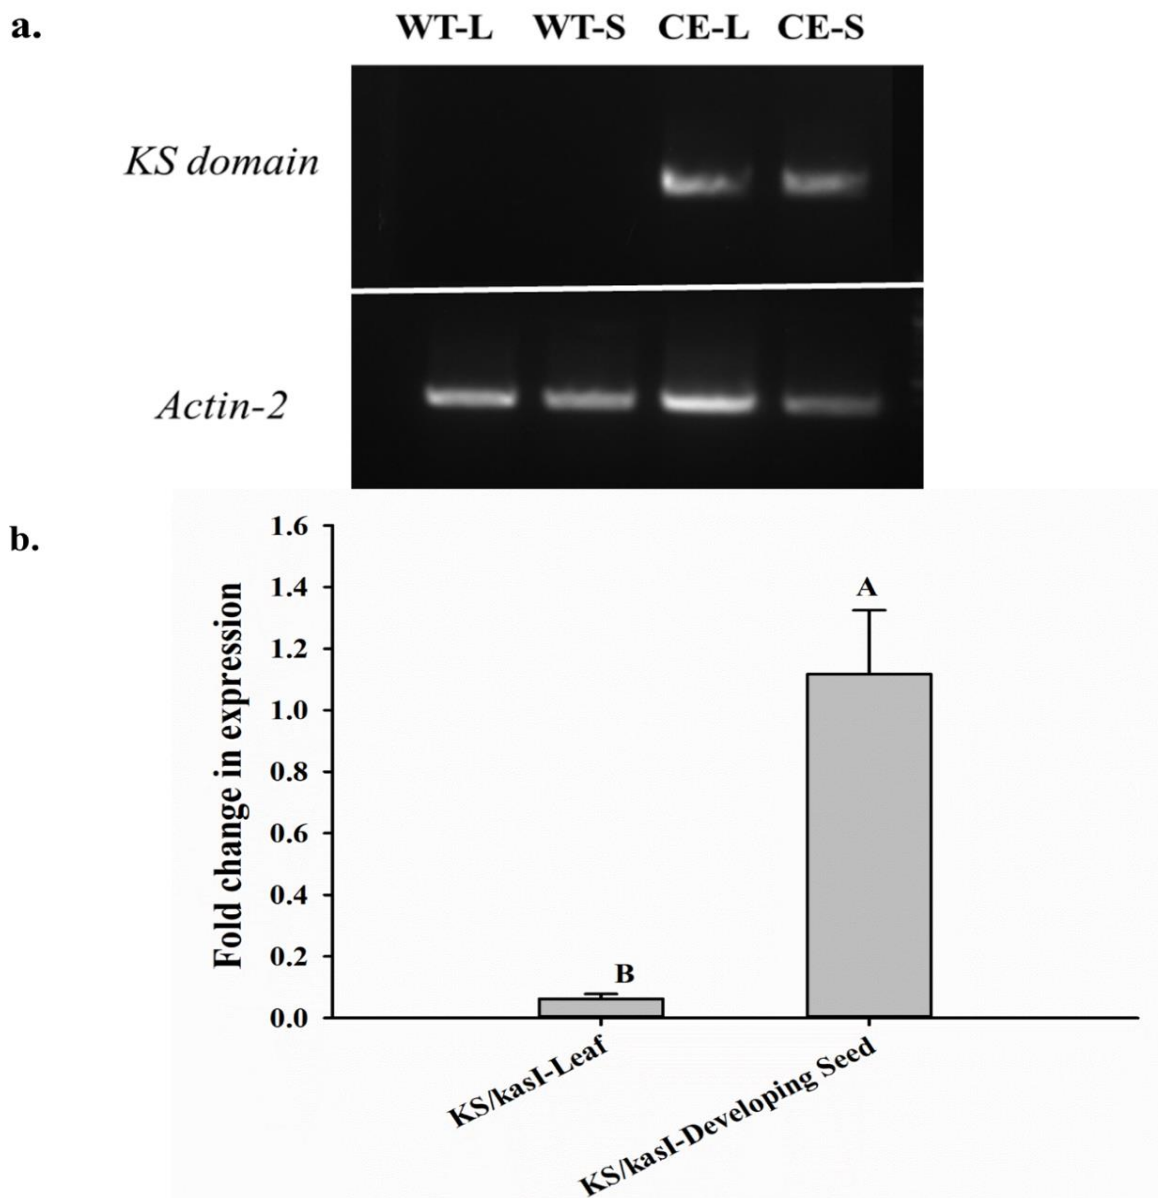 a.
WT-L WT-S CE-L CE-S
KS domain
Actin-2
b.
Fold change in expression
1.6
1.4
1.2
1.0
0.8
0.6
0.4
0.2
0.0
A
B
KS/kasI-Leaf
KS/kasI-Developing Seed